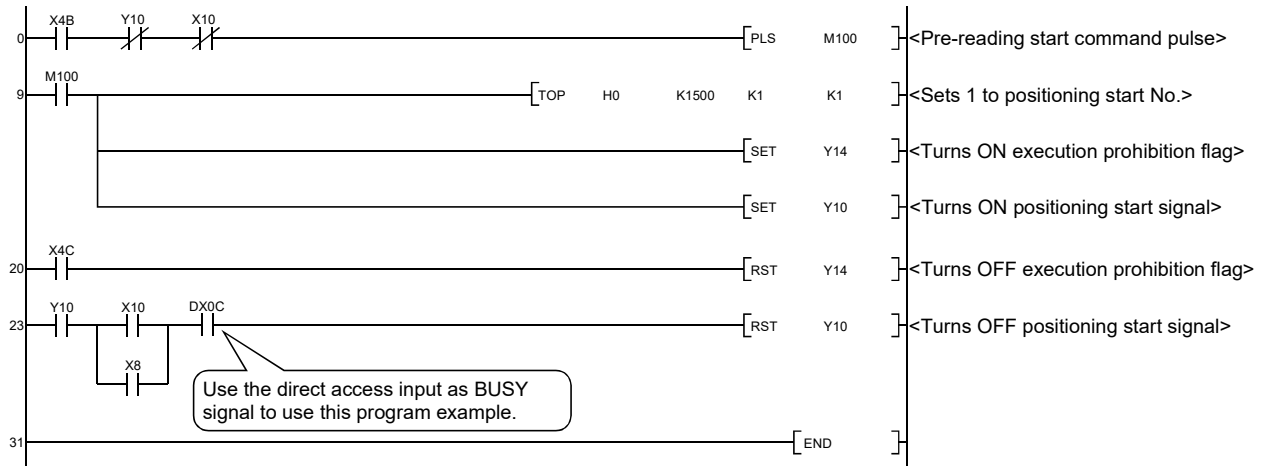 X4B Y10 X10
0 PLS M100 <Pre-reading start command pulse>
M100
9 TOP H0 K1500 K1 K1 <Sets 1 to positioning start No.>
SET Y14 <Turns ON execution prohibition flag>
SET Y10 <Turns ON positioning start signal>
X4C
20 RST Y14 <Turns OFF execution prohibition flag>
Y10 X10 DX0C
23 RST Y10 <Turns OFF positioning start signal>
X8
Use the direct access input as BUSY
signal to use this program example.
31 END